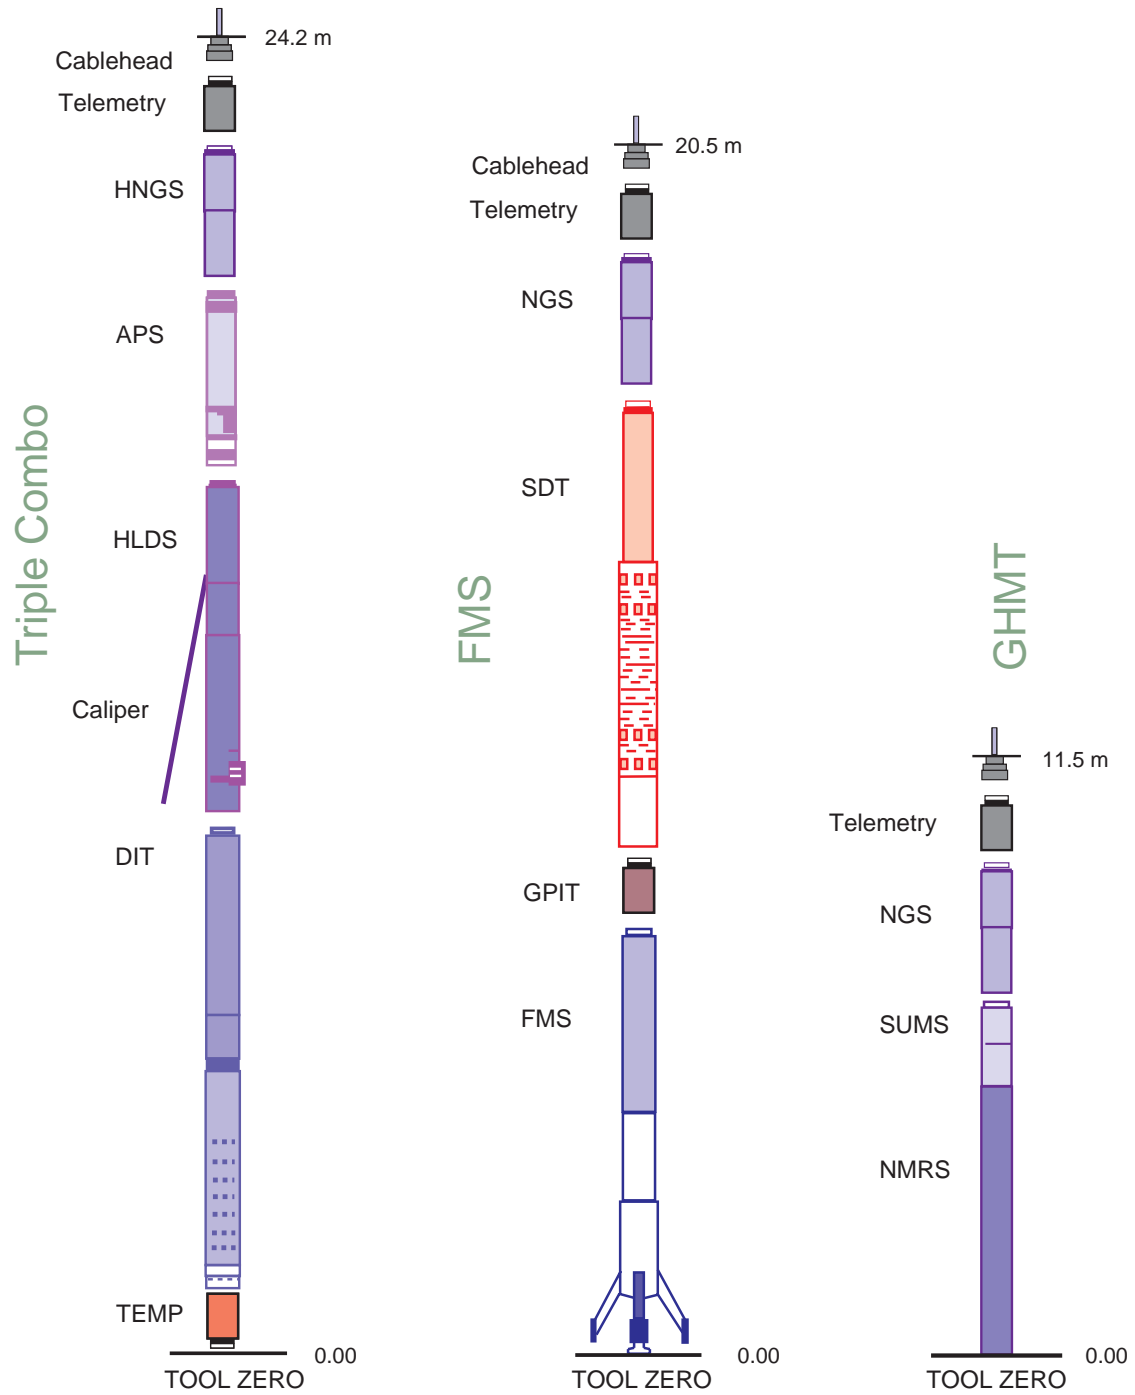 Triple Combo
24.2 m
Cablehead
Telemetry
HNGS
APS
HLDS
Caliper
DIT
TEMP
0.00
TOOL ZERO
FMS
20.5 m
Cablehead
Telemetry
NGS
SDT
GPIT
FMS
0.00
TOOL ZERO
GHMT
11.5 m
Telemetry
NGS
SUMS
NMRS
0.00
TOOL ZERO